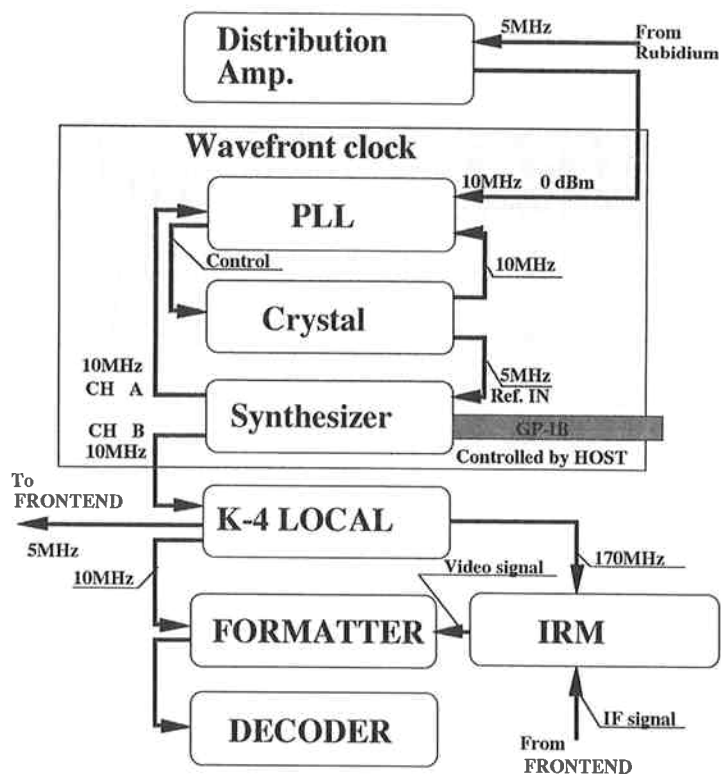 Distribution
Amp.
5MHz
From
Rubidium
Wavefront clock
10MHz 0 dBm
PLL
Control
10MHz
Crystal
10MHz
CH A
5MHz
Ref. IN
Synthesizer
CH B
10MHz
GP-IB
Controlled by HOST
To
FRONTEND
5MHz
K-4 LOCAL
10MHz
170MHz
Video signal
FORMATTER
IRM
DECODER
IF signal
From
FRONTEND